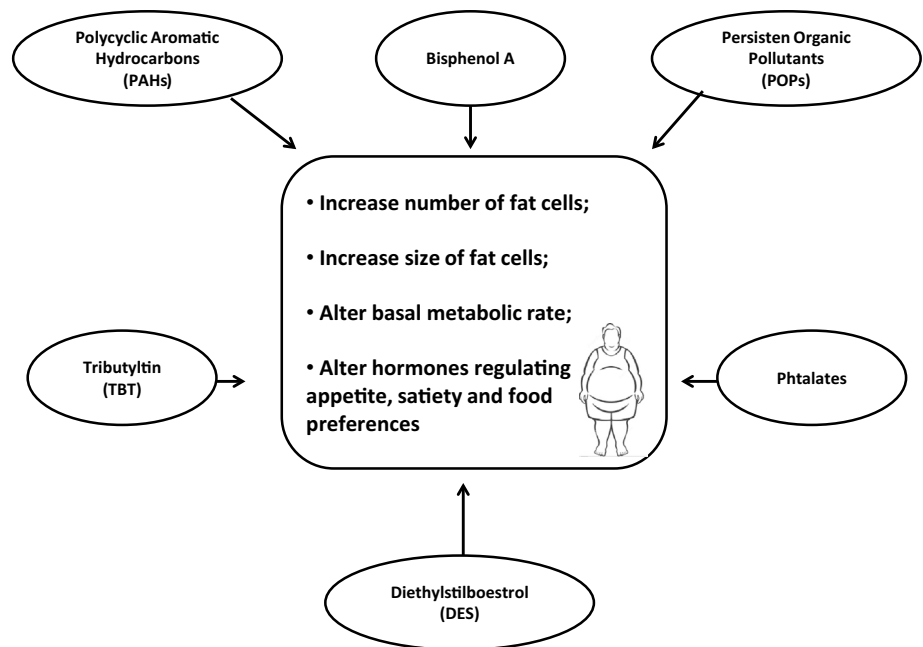 Polycyclic Aromatic
Hydrocarbons
(PAHs)
Bisphenol A
Persisten Organic
Pollutants
(POPs)
• Increase number of fat cells;
• Increase size of fat cells;
• Alter basal metabolic rate;
• Alter hormones regulating
appetite, satiety and food
preferences
Tributyltin
(TBT)
Phtalates
Diethylstilboestrol
(DES)